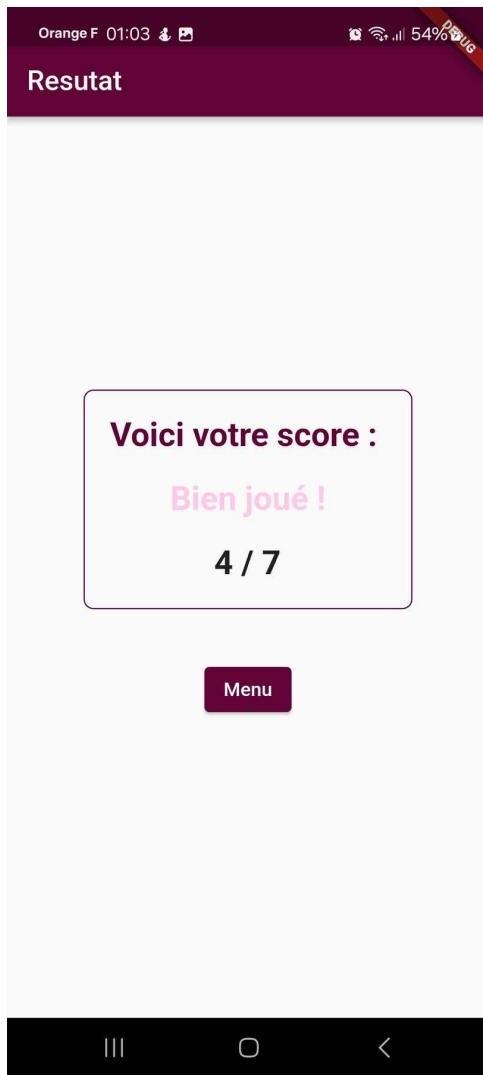 Orange F 01:03 54%
DEBUG
Resutat
Voici votre score :
Bien joué !
4 / 7
Menu